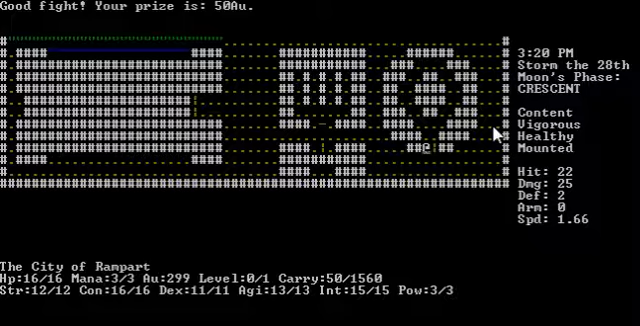 Good fight! Your prize is: 50Au.
3:20 PM
Storm the 28th
Moon's Phase:
CRESCENT
Content
Vigorous
Healthy
Mounted
Hit: 22
Dmg: 25
Def: 2
Arm: 0
Spd: 1.66
The City of Rampart
Hp:16/16 Mana:3/3 Au:299 Level:0/1 Carry:50/1560
Str:12/12 Con:16/16 Dex:11/11 Agi:13/13 Int:15/15 Pow:3/3